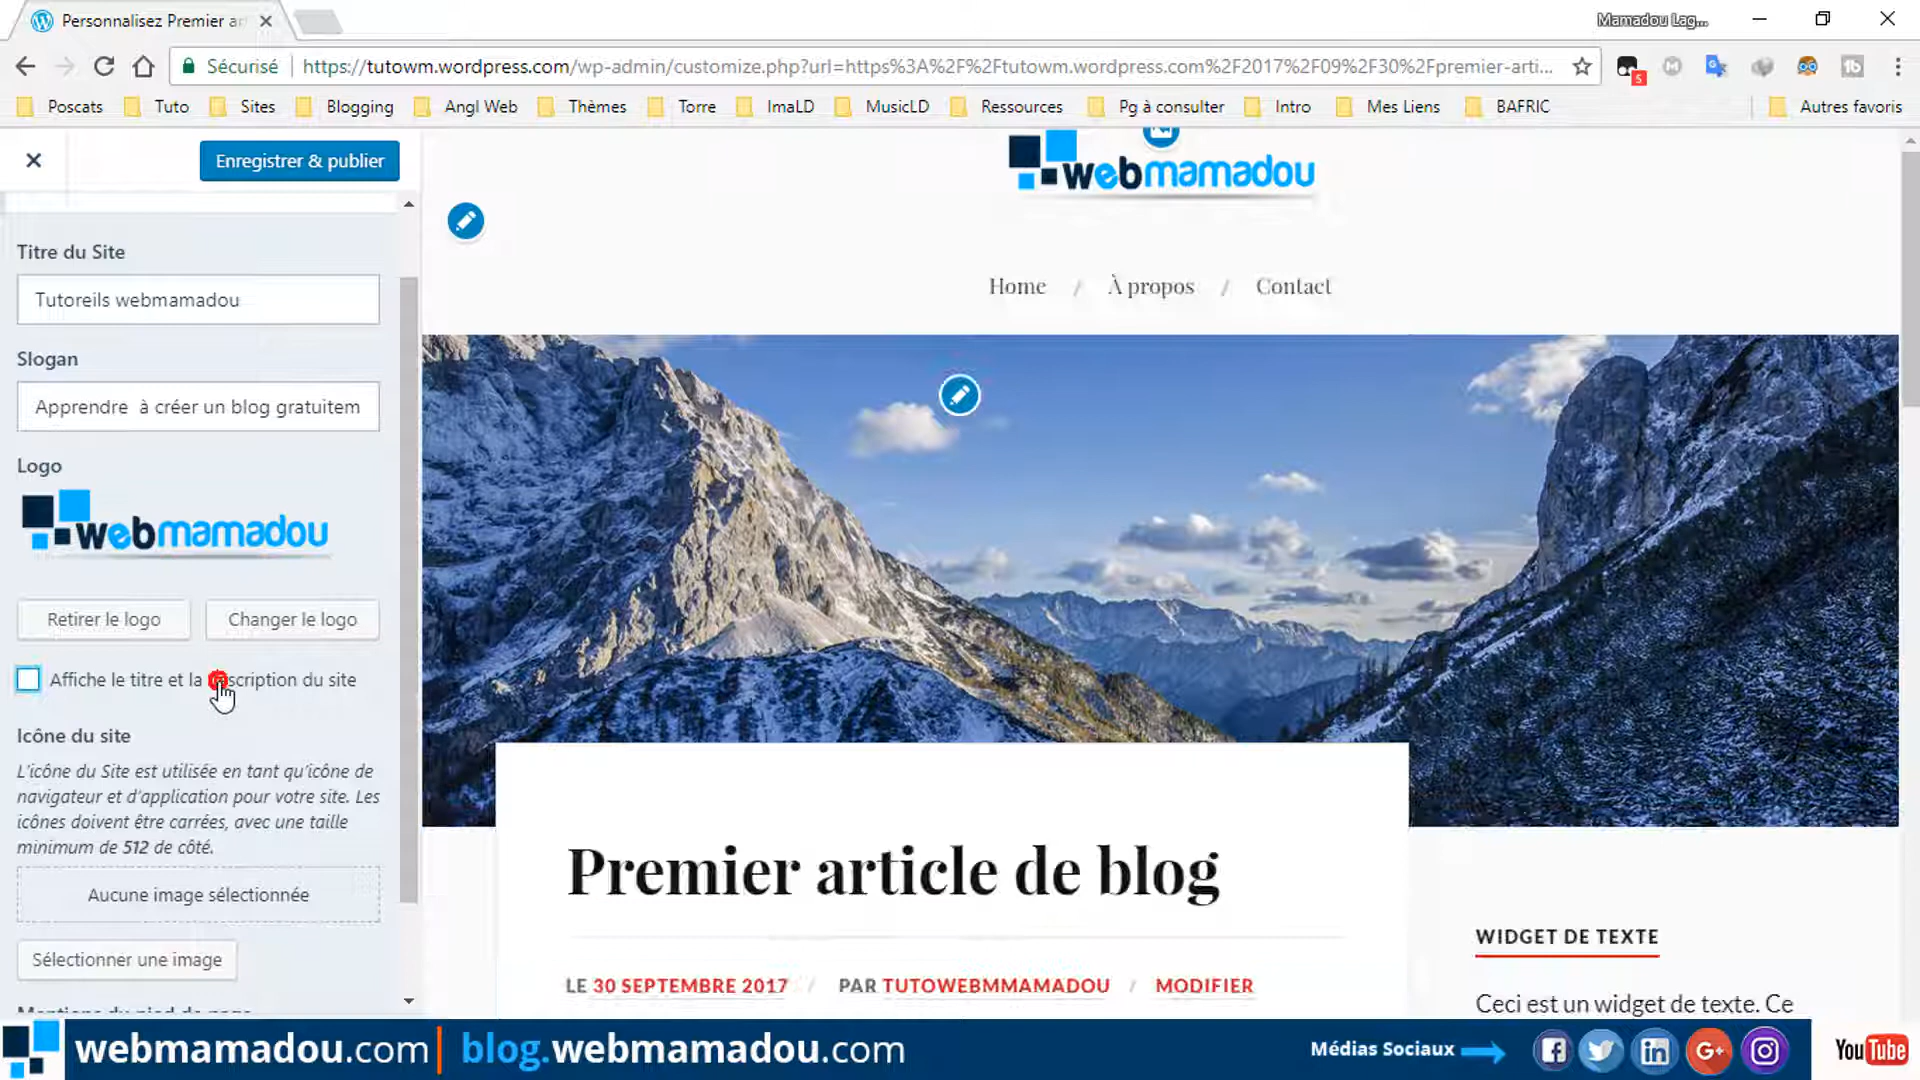 Personnalisez Premier ar
Mamadou Lag...
Sécurisé
https://tutowm.wordpress.com/wp-admin/customize.php?url=https%3A%2F%2Ftutowm.wordpress.com%2F2017%2F09%2F30%2Fpremier-arti...
5
Poscats
Tuto
Sites
Blogging
Angl Web
Thèmes
Torre
ImaLD
MusicLD
Ressources
Pg à consulter
Intro
Mes Liens
BAFRIC
Autres favoris
Enregistrer & publier
webmamadou
Titre du Site
Tutoreils webmamadou
Home / À propos / Contact
Slogan
Apprendre à créer un blog gratuitem
Logo
webmamadou
Retirer le logo
Changer le logo
Affiche le titre et la scription du site
Icône du site
L'icône du Site est utilisée en tant qu'icône de
navigateur et d'application pour votre site. Les
icônes doivent être carrées, avec une taille
minimum de 512 de côté.
Aucune image sélectionnée
Sélectionner une image
Premier article de blog
LE 30 SEPTEMBRE 2017 / PAR TUTOWEBMMAMADOU / MODIFIER
WIDGET DE TEXTE
Ceci est un widget de texte. Ce
webmamadou.com | blog.webmamadou.com
Médias Sociaux
G+
YouTube